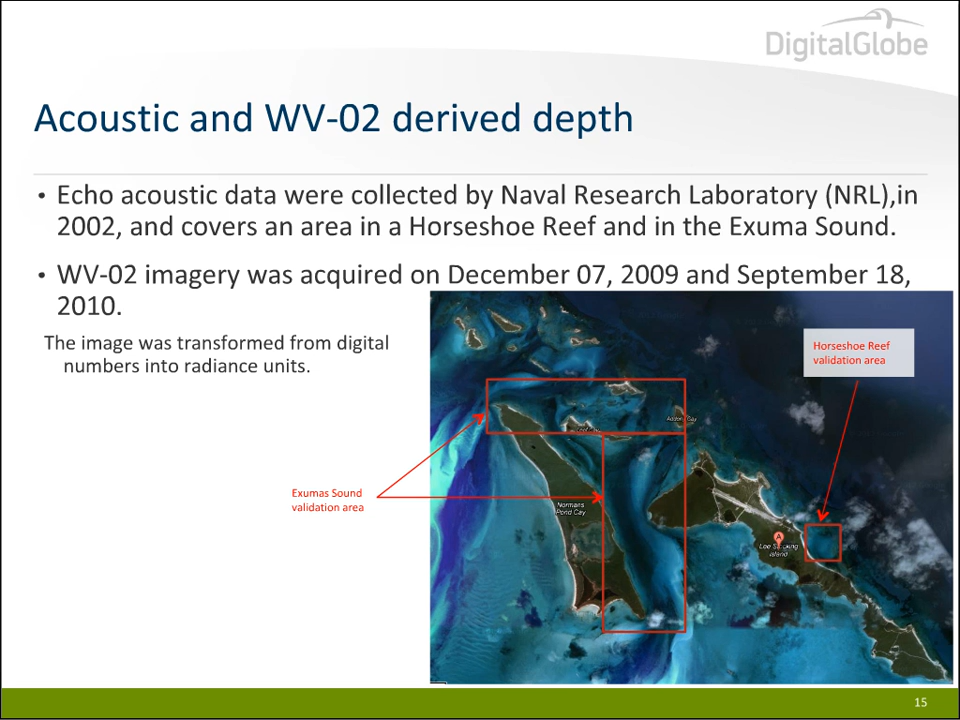 DigitalGlobe
Acoustic and WV-02 derived depth
• Echo acoustic data were collected by Naval Research Laboratory (NRL),in
2002, and covers an area in a Horseshoe Reef and in the Exuma Sound.
• WV-02 imagery was acquired on December 07, 2009 and September 18,
2010.
The image was transformed from digital
numbers into radiance units.
Horseshoe Reef
validation area
Exumas Sound
validation area
Normans
Pond Cay
A
Island
15